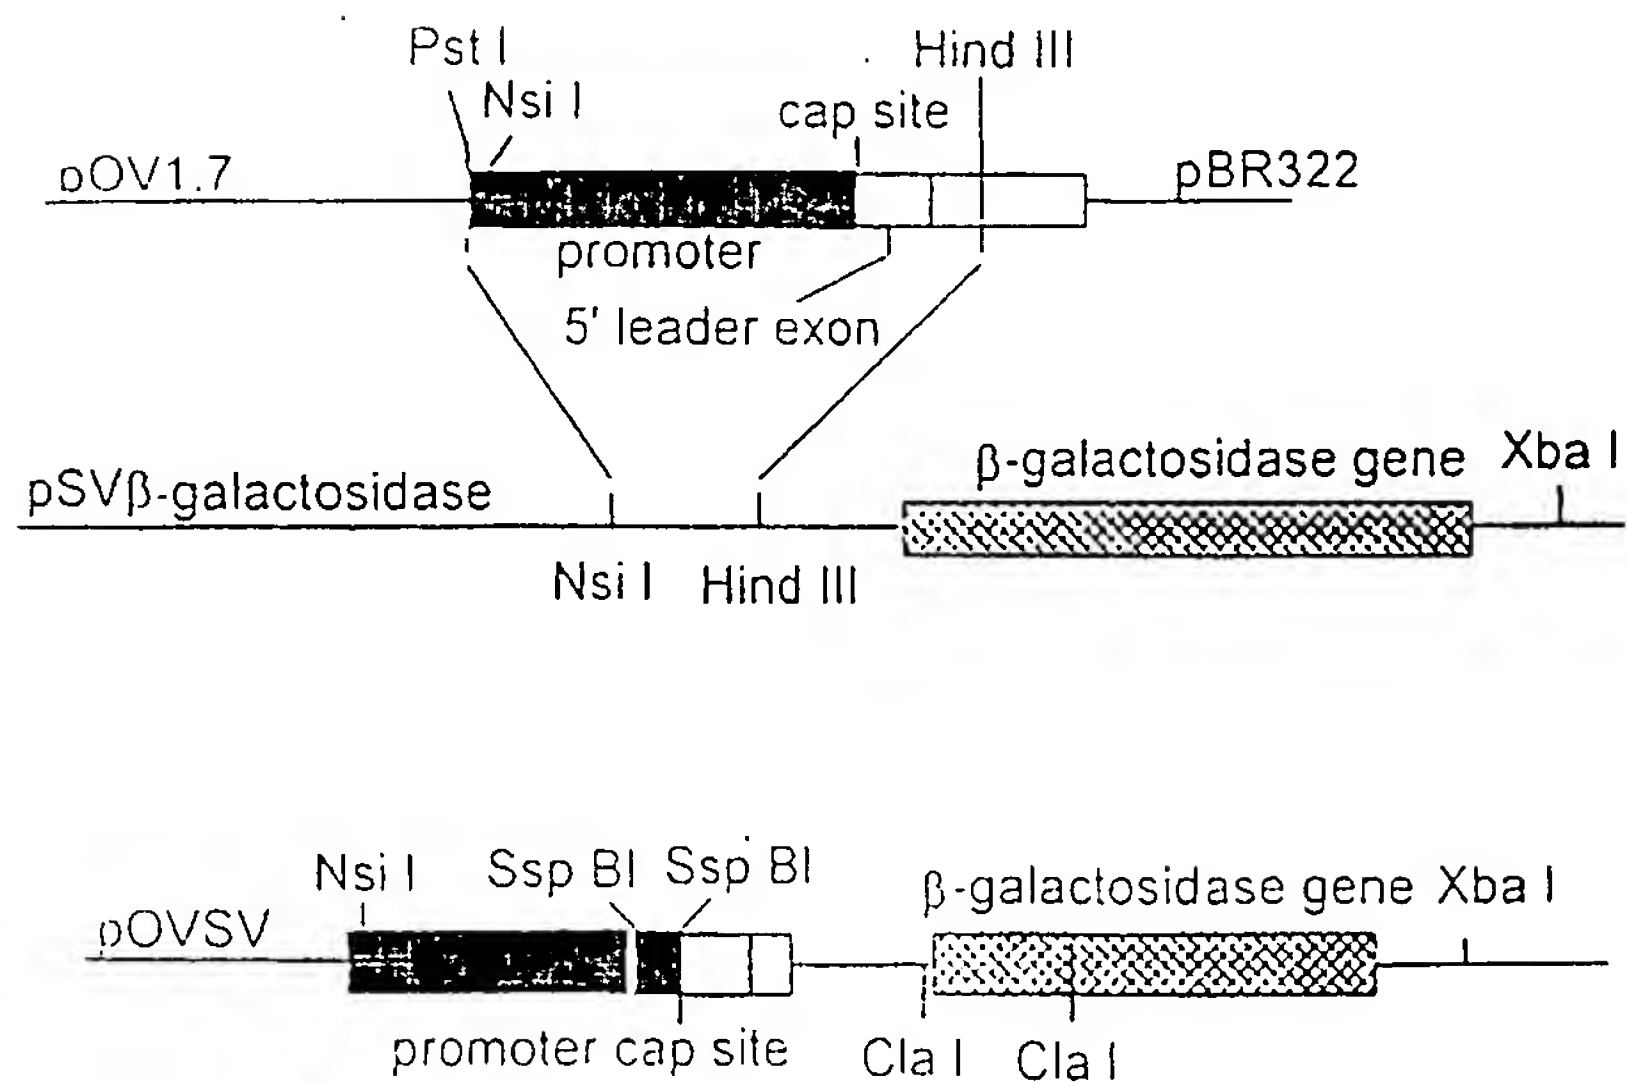 Pst I
Hind III
Nsi I
cap site
pOV1.7
pBR322
promoter
5' leader exon
β-galactosidase gene
Xba I
pSVβ-galactosidase
Nsi I
Hind III
Nsi I
Ssp BI
Ssp BI
β-galactosidase gene
Xba I
pOVSV
promoter
cap site
Cla I
Cla I